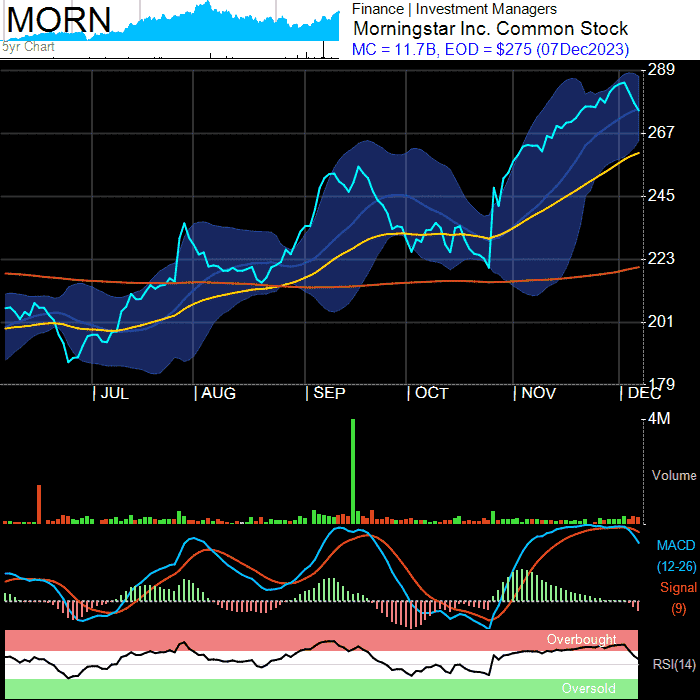 MORN
5yr Chart
Finance | Investment Managers
Morningstar Inc. Common Stock
MC = 11.7B, EOD = $275 (07Dec2023)
289
267
245
223
201
179
| JUL | AUG | SEP | OCT | NOV | DEC
4M
Volume
MACD
(12-26)
Signal
(9)
Overbought
RSI(14)
Oversold